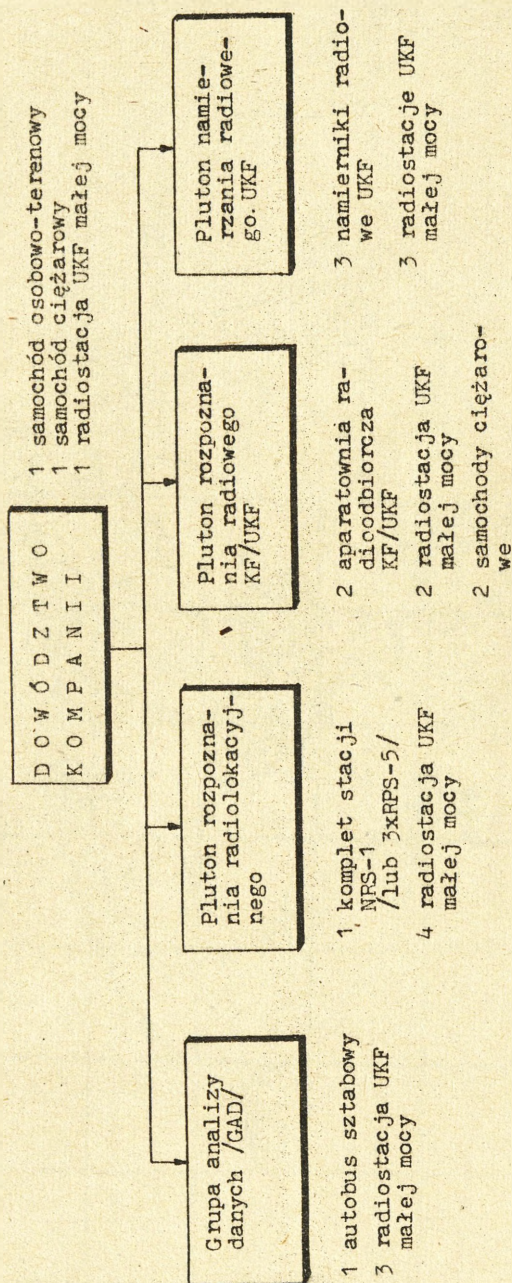 DOWÓDZTWO
KOMPANII
1 samochód osobowo-terenowy
1 samochód ciężarowy
1 radiostacja UKF małej mocy
Grupa analizy
danych /GAD/
1 autobus sztabowy
3 radiostacja UKF
małej mocy
Pluton rozpozna-
nia radiolokacyj-
nego
1 komplet stacji
NRS-1
/lub 3xRPS-5/
4 radiostacja UKF
małej mocy
Pluton rozpozna-
nia radiowego
KF/UKF
2 aparatownia ra-
dioodbiorcza
KF/UKF
2 radiostacja UKF
małej mocy
2 samochody ciężaro-
we
Pluton namie-
rzania radiowe-
go. UKF
3 namierniki radio-
we UKF
3 radiostacje UKF
małej mocy